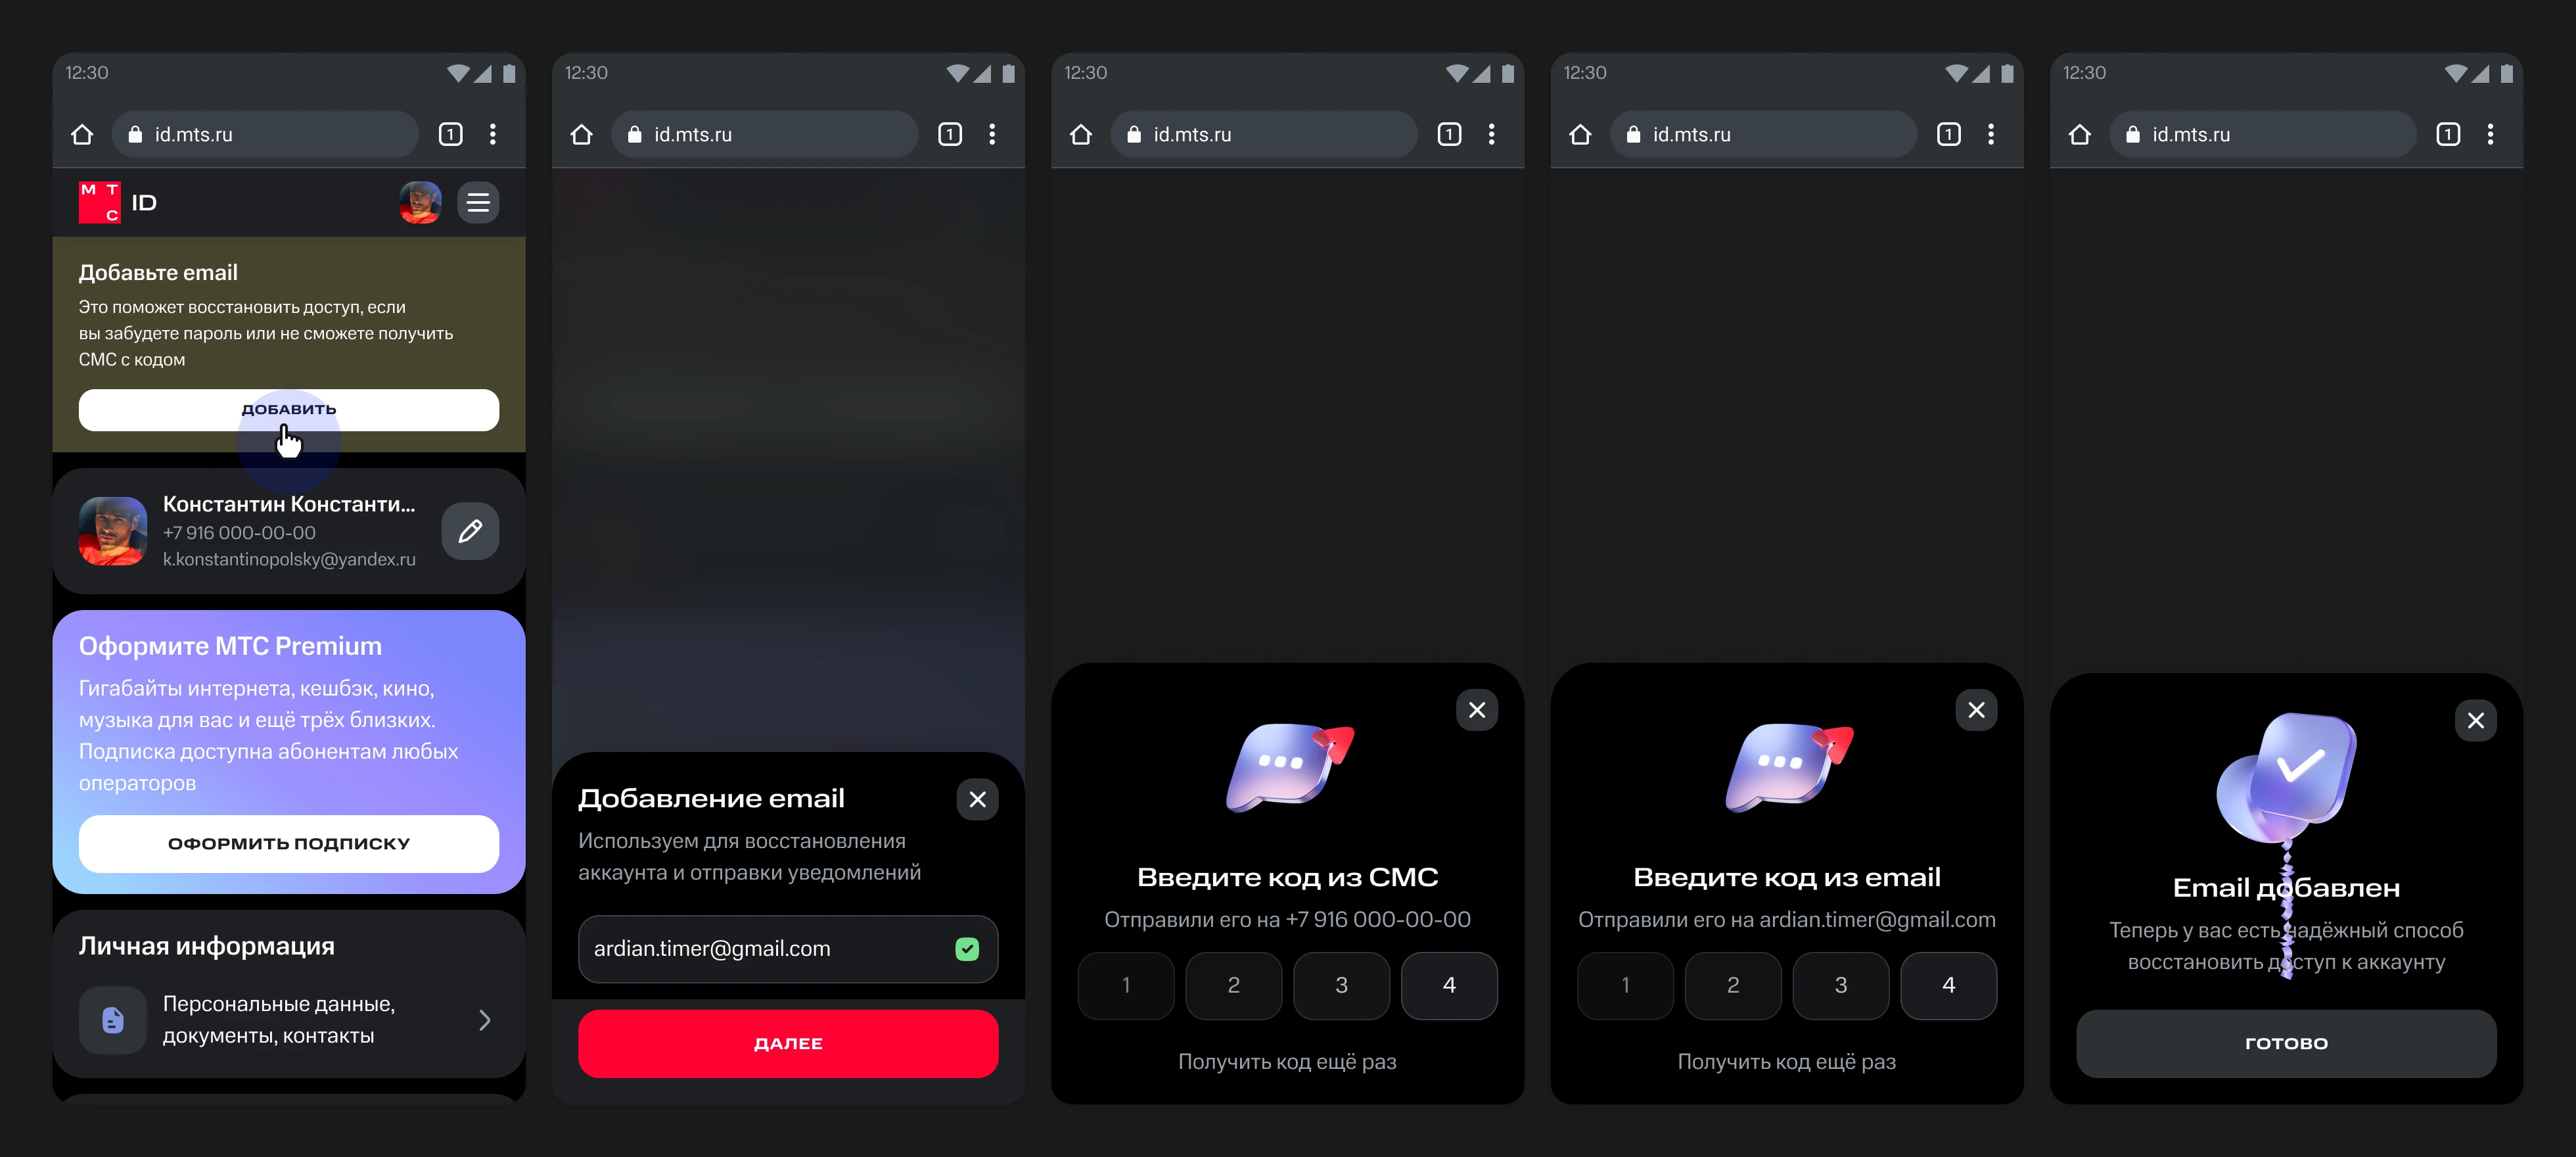 12:30
id.mts.ru
1
М Т
С
ID
Добавьте email
Это поможет восстановить доступ, если
вы забудете пароль или не сможете получить
СМС с кодом
ДОБАВИТЬ
Константин Константи...
+7 916 000-00-00
k.konstantinopolsky@yandex.ru
Оформите МТС Premium
Гигабайты интернета, кешбэк, кино,
музыка для вас и ещё трёх близких.
Подписка доступна абонентам любых
операторов
ОФОРМИТЬ ПОДПИСКУ
Личная информация
Персональные данные,
документы, контакты
12:30
id.mts.ru
1
Добавление email
Используем для восстановления
аккаунта и отправки уведомлений
ardian.timer@gmail.com
ДАЛЕЕ
12:30
id.mts.ru
1
Введите код из СМС
Отправили его на +7 916 000-00-00
1 2 3 4
Получить код ещё раз
12:30
id.mts.ru
1
Введите код из email
Отправили его на ardian.timer@gmail.com
1 2 3 4
Получить код ещё раз
12:30
id.mts.ru
1
Email добавлен
Теперь у вас есть надёжный способ
восстановить доступ к аккаунту
ГОТОВО